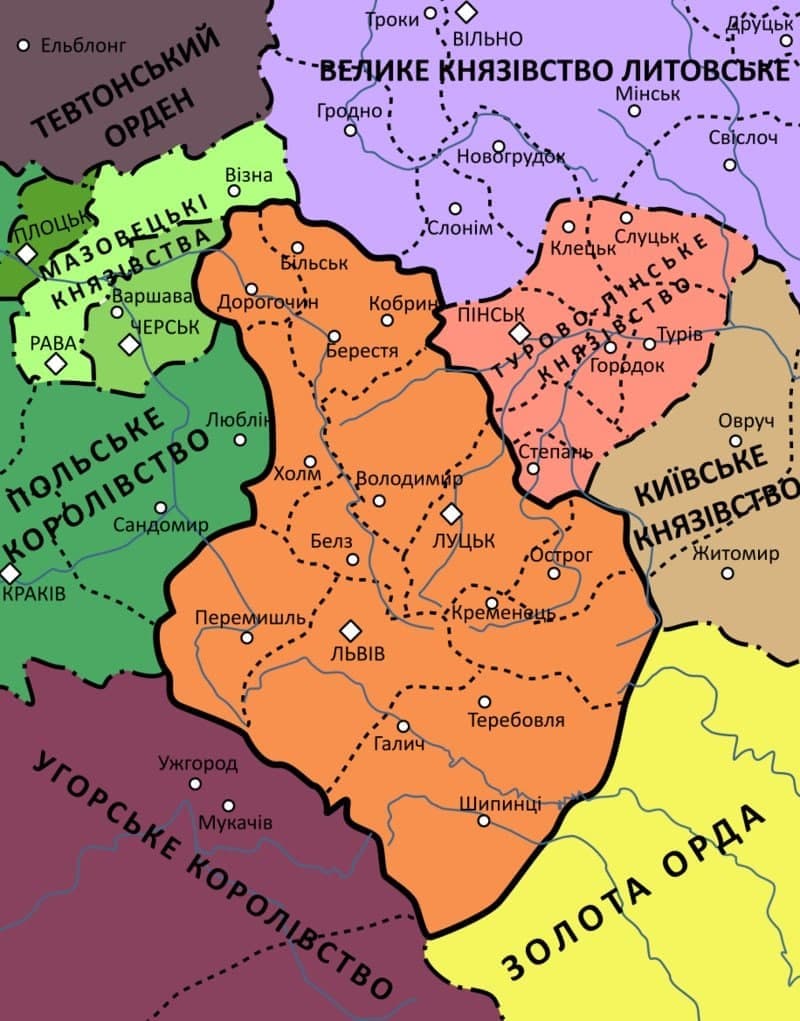 Троки
ВІЛЬНО
Друцьк
Ельблонг
ТЕВТОНСЬКИЙ
ОРДЕН
ВЕЛИКЕ КНЯЗІВСТВО ЛИТОВСЬКЕ
Мінськ
Гродно
Свіслоч
Новогрудок
Візна
Слонім
Клецьк
Слуцьк
ПЛОЦЬК
МАЗОВЕЦЬКІ
КНЯЗІВСТВА
Більськ
Дорогочин
Кобрин
Варшава
ЧЕРСЬК
РАВА
Берестя
ПІНСЬК
ТУРОВО-ПІНСЬКЕ
КНЯЗІВСТВО
Турів
Городок
ПОЛЬСЬКЕ
КОРОЛІВСТВО
Люблін
Овруч
Степань
КИЇВСЬКЕ
КНЯЗІВСТВО
Холм
Володимир
Сандомир
Белз
ЛУЦЬК
Острог
Житомир
КРАКІВ
Кременець
Перемишль
ЛЬВІВ
Теребовля
Галич
Ужгород
Мукачів
Шипинці
УГОРСЬКЕ КОРОЛІВСТВО
ЗОЛОТА ОРДА